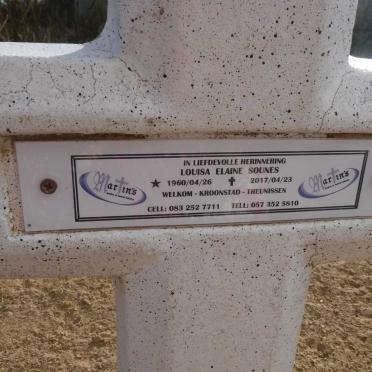 IN LIEFDEVOLLE HERINNERING
LOUISA ELAINE SOUNES
1960/04/26 2017/04/23
WELKOM - KROONSTAD - THEUNISSEN
CELL: 083 252 7711 TELL: 057 352 5810
Martin's
Martin's